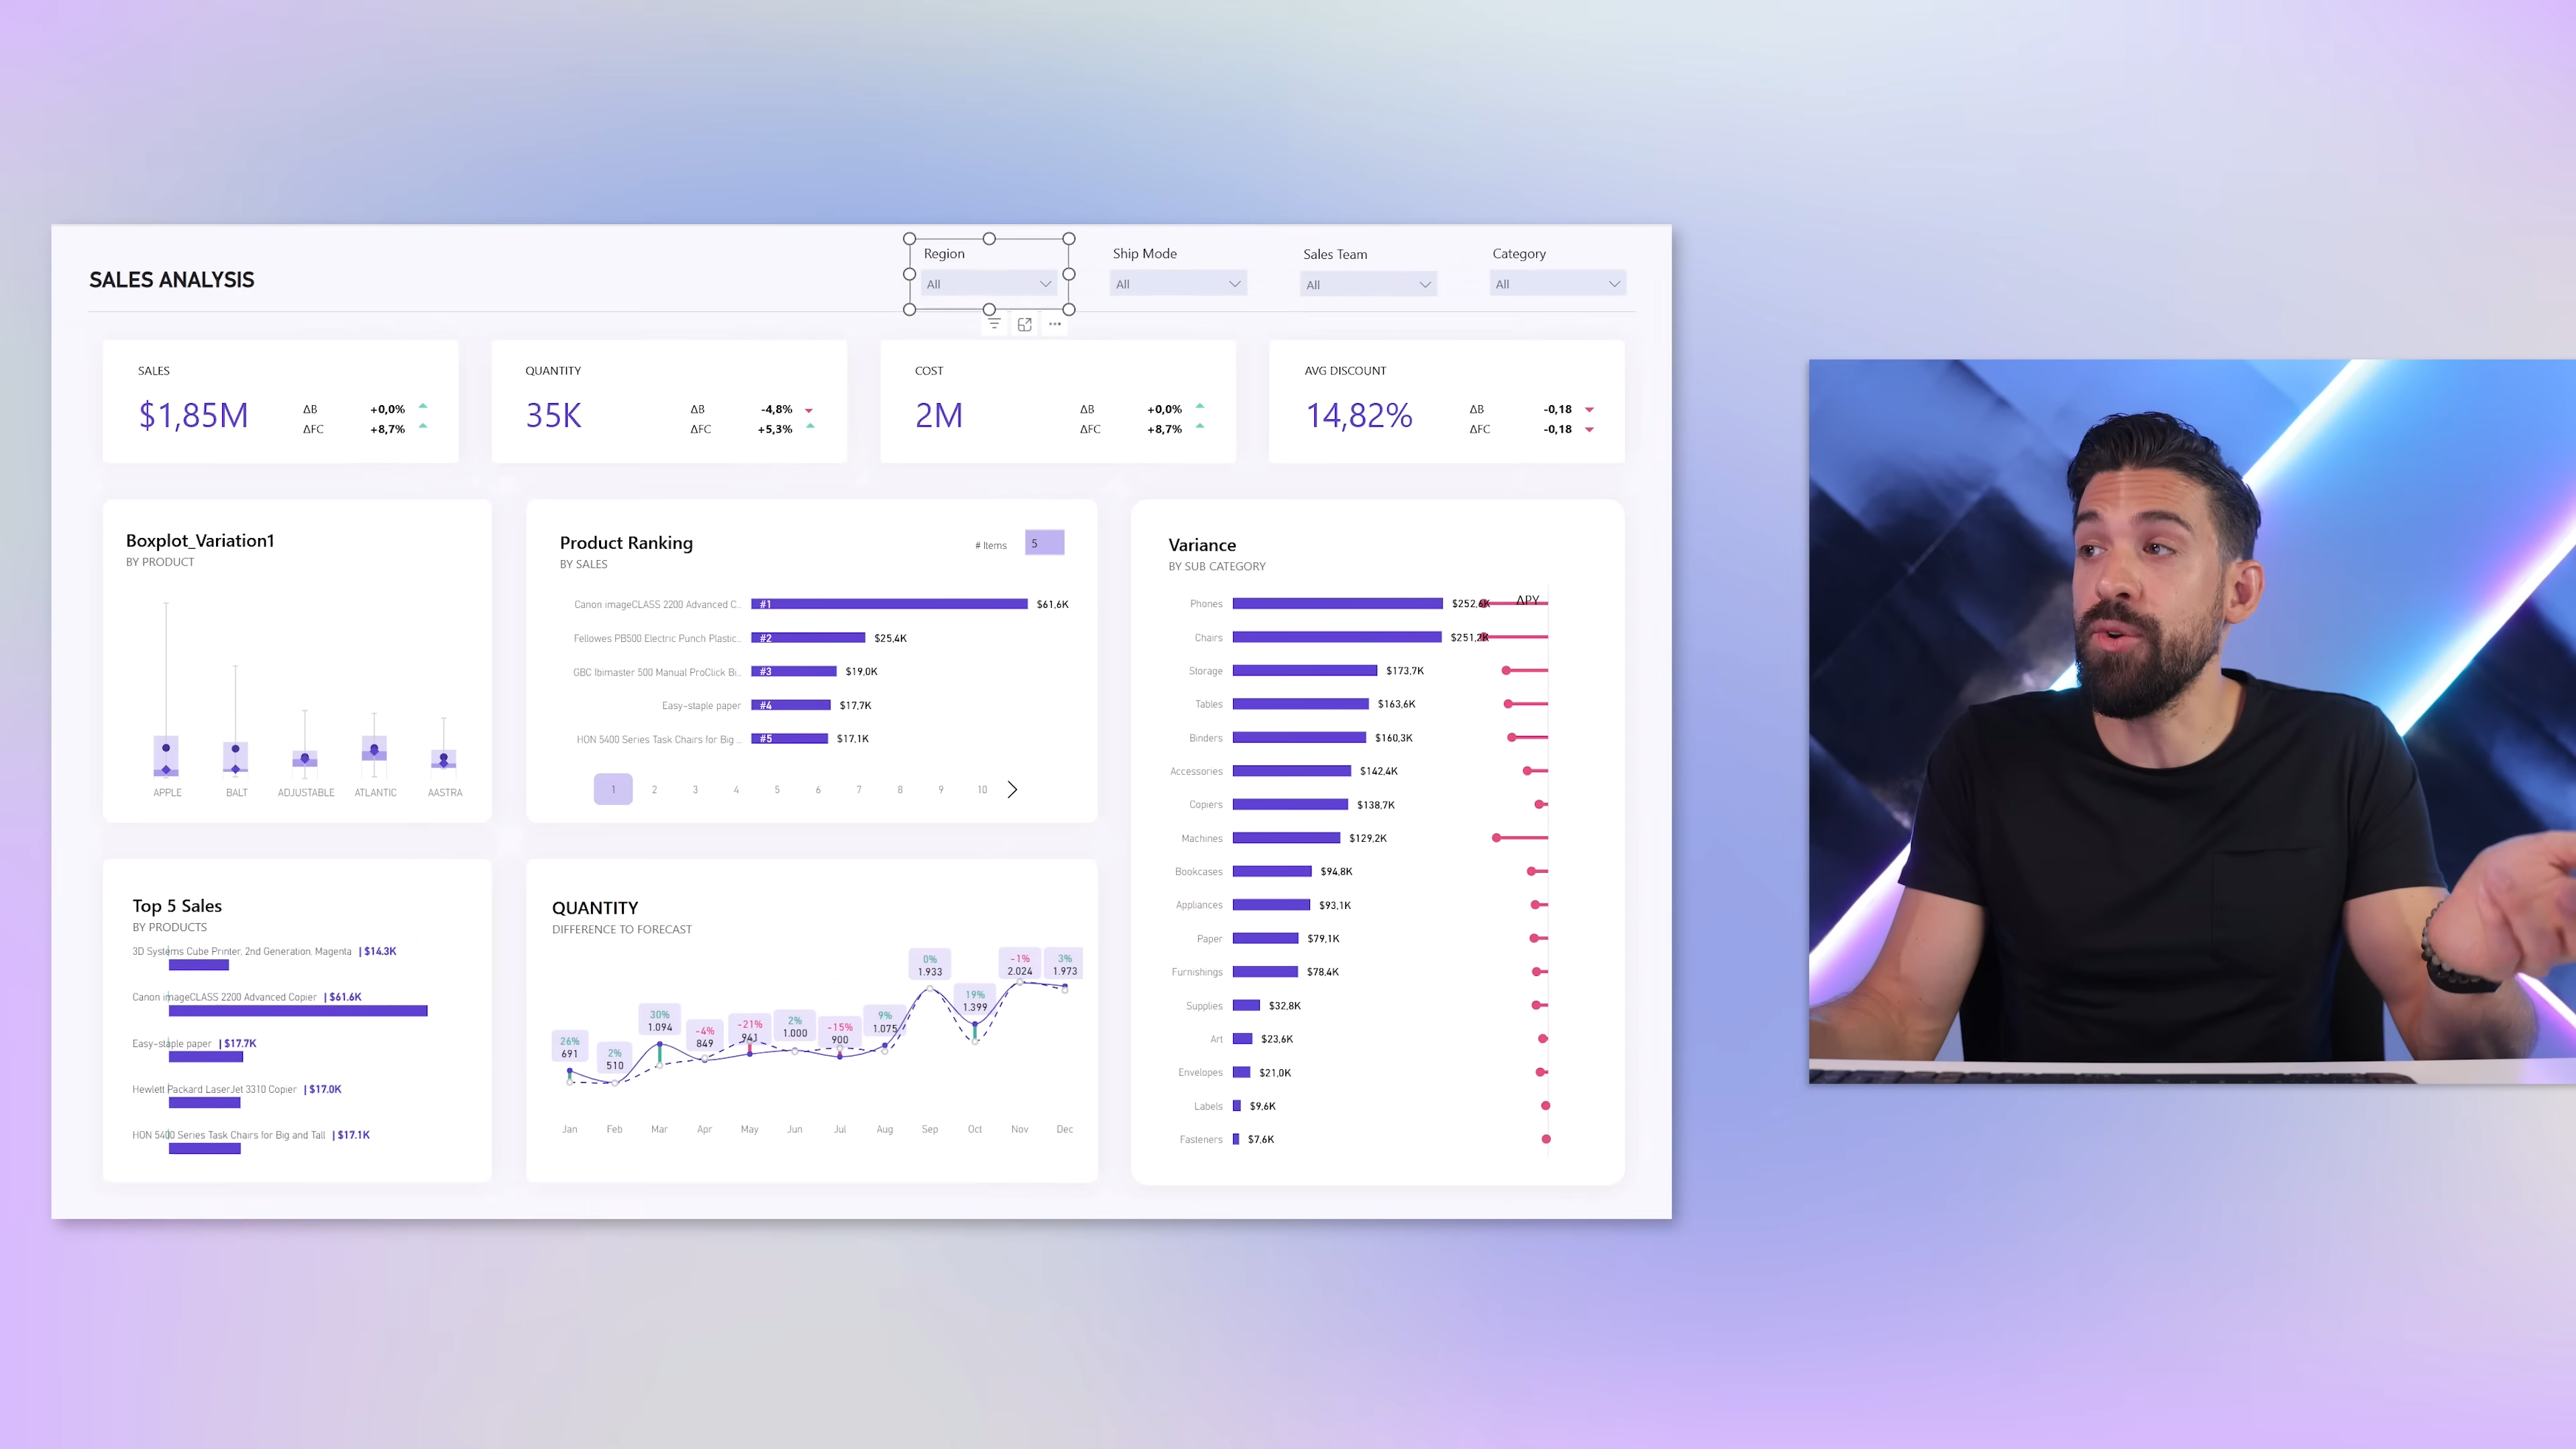 SALES ANALYSIS
Region
All
Ship Mode
All
Sales Team
All
Category
All
SALES
$1,85M
ΔB +0,0%
ΔFC +8,7%
QUANTITY
35K
ΔB -4,8%
ΔFC +5,3%
COST
2M
ΔB +0,0%
ΔFC +8,7%
AVG DISCOUNT
14,82%
ΔB -0,18
ΔFC -0,18
Boxplot_Variation1
BY PRODUCT
APPLE BALT ADJUSTABLE ATLANTIC AASTRA
Product Ranking
BY SALES
# Items 5
Canon imageCLASS 2200 Advanced C... #1 $61,6K
Fellowes PB500 Electric Punch Plastic... #2 $25,4K
GBC Ibimaster 500 Manual ProClick Bi... #3 $19,0K
Easy-staple paper #4 $17,7K
HON 5400 Series Task Chairs for Big ... #5 $17,1K
1 2 3 4 5 6 7 8 9 10
Variance
BY SUB CATEGORY
ΔPY
Phones $252,6K
Chairs $251,2K
Storage $173,7K
Tables $163,6K
Binders $160,3K
Accessories $142,4K
Copiers $138,7K
Machines $129,2K
Bookcases $94,8K
Appliances $93,1K
Paper $79,1K
Furnishings $78,4K
Supplies $32,8K
Art $23,6K
Envelopes $21,0K
Labels $9,6K
Fasteners $7,6K
Top 5 Sales
BY PRODUCTS
3D Systems Cube Printer, 2nd Generation, Magenta | $14.3K
Canon imageCLASS 2200 Advanced Copier | $61.6K
Easy-staple paper | $17.7K
Hewlett Packard LaserJet 3310 Copier | $17.0K
HON 5400 Series Task Chairs for Big and Tall | $17.1K
QUANTITY
DIFFERENCE TO FORECAST
26%
691
2%
510
30%
1.094
-4%
849
-21%
941
2%
1.000
-15%
900
9%
1.075
0%
1.933
19%
1.399
-1%
2.024
3%
1.973
Jan Feb Mar Apr May Jun Jul Aug Sep Oct Nov Dec